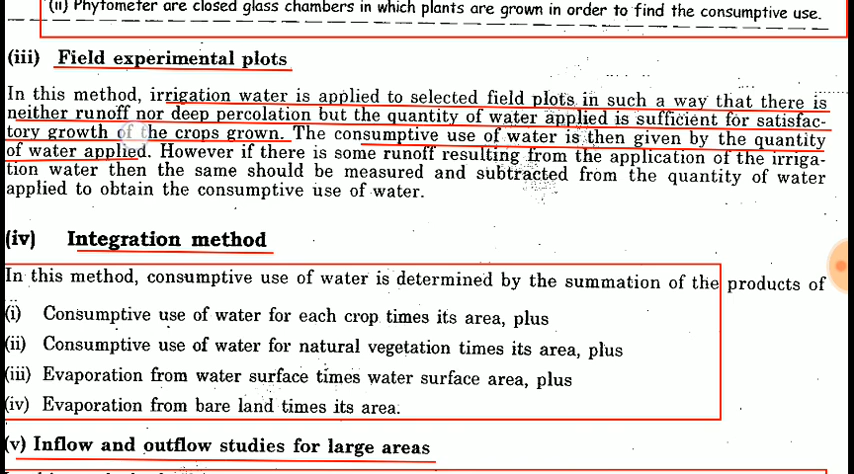 (ii) Phytometer are closed glass chambers in which plants are grown in order to find the consumptive use.
(iii) Field experimental plots
In this method, irrigation water is applied to selected field plots in such a way that there is
neither runoff nor deep percolation but the quantity of water applied is sufficient for satisfac-
tory growth of the crops grown. The consumptive use of water is then given by the quantity
of water applied. However if there is some runoff resulting from the application of the irriga-
tion water then the same should be measured and subtracted from the quantity of water
applied to obtain the consumptive use of water.
(iv) Integration method
In this method, consumptive use of water is determined by the summation of the products of
(i) Consumptive use of water for each crop times its area, plus
(ii) Consumptive use of water for natural vegetation times its area, plus
(iii) Evaporation from water surface times water surface area, plus
(iv) Evaporation from bare land times its area.
(v) Inflow and outflow studies for large areas